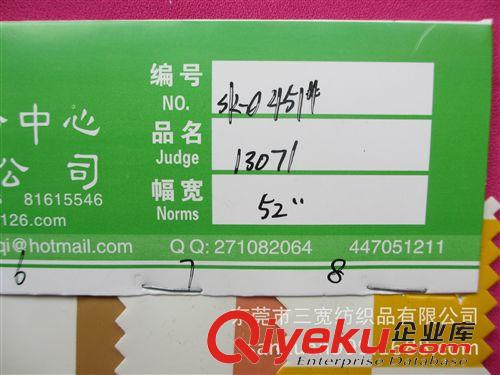 编号
NO. sk-0451#
中心
品名
Judge 13071
公司
81615546
幅宽
Norms 52"
126.com
qi@hotmail.com QQ:271082064 447051211
6 7 8
东莞市三宽纺织品有限公司
Qiyeku 企业库
Enterprise Database